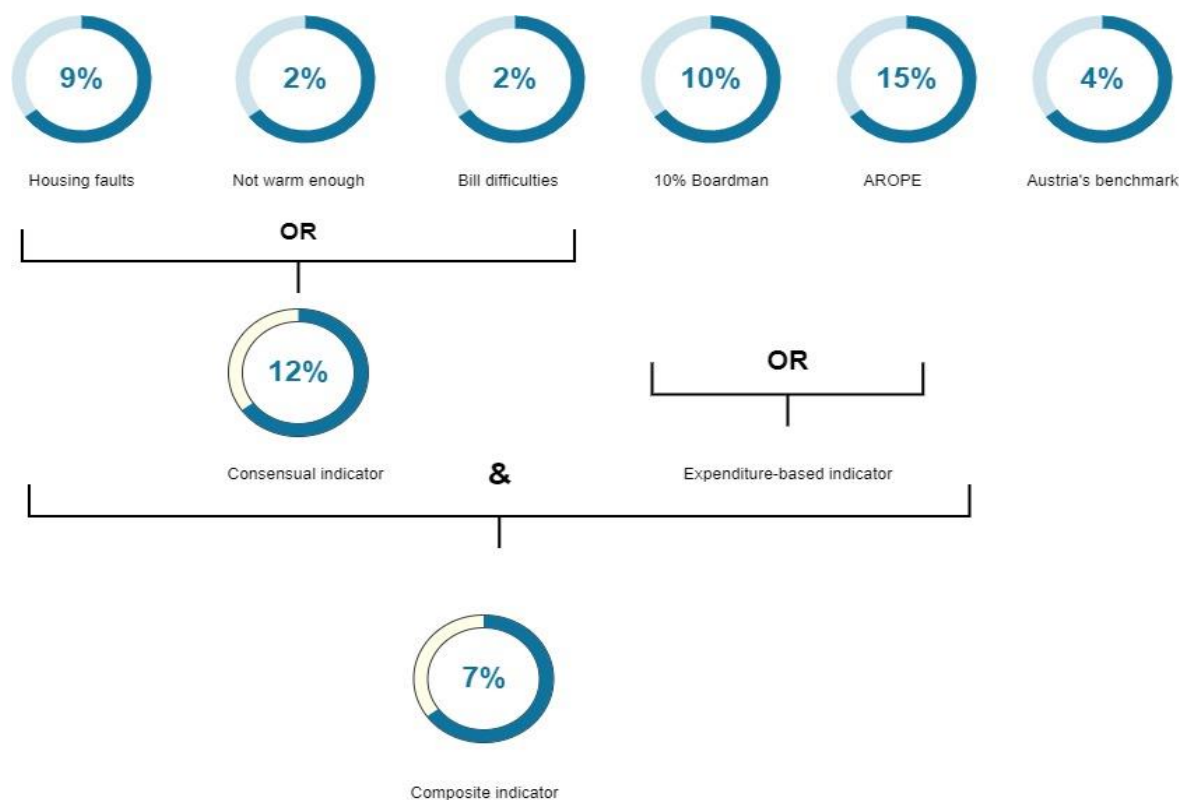 9%
2%
2%
10%
15%
4%
Housing faults
Not warm enough
Bill difficulties
10% Boardman
AROPE
Austria's benchmark
OR
12%
OR
Consensual indicator
&
Expenditure-based indicator
7%
Composite indicator